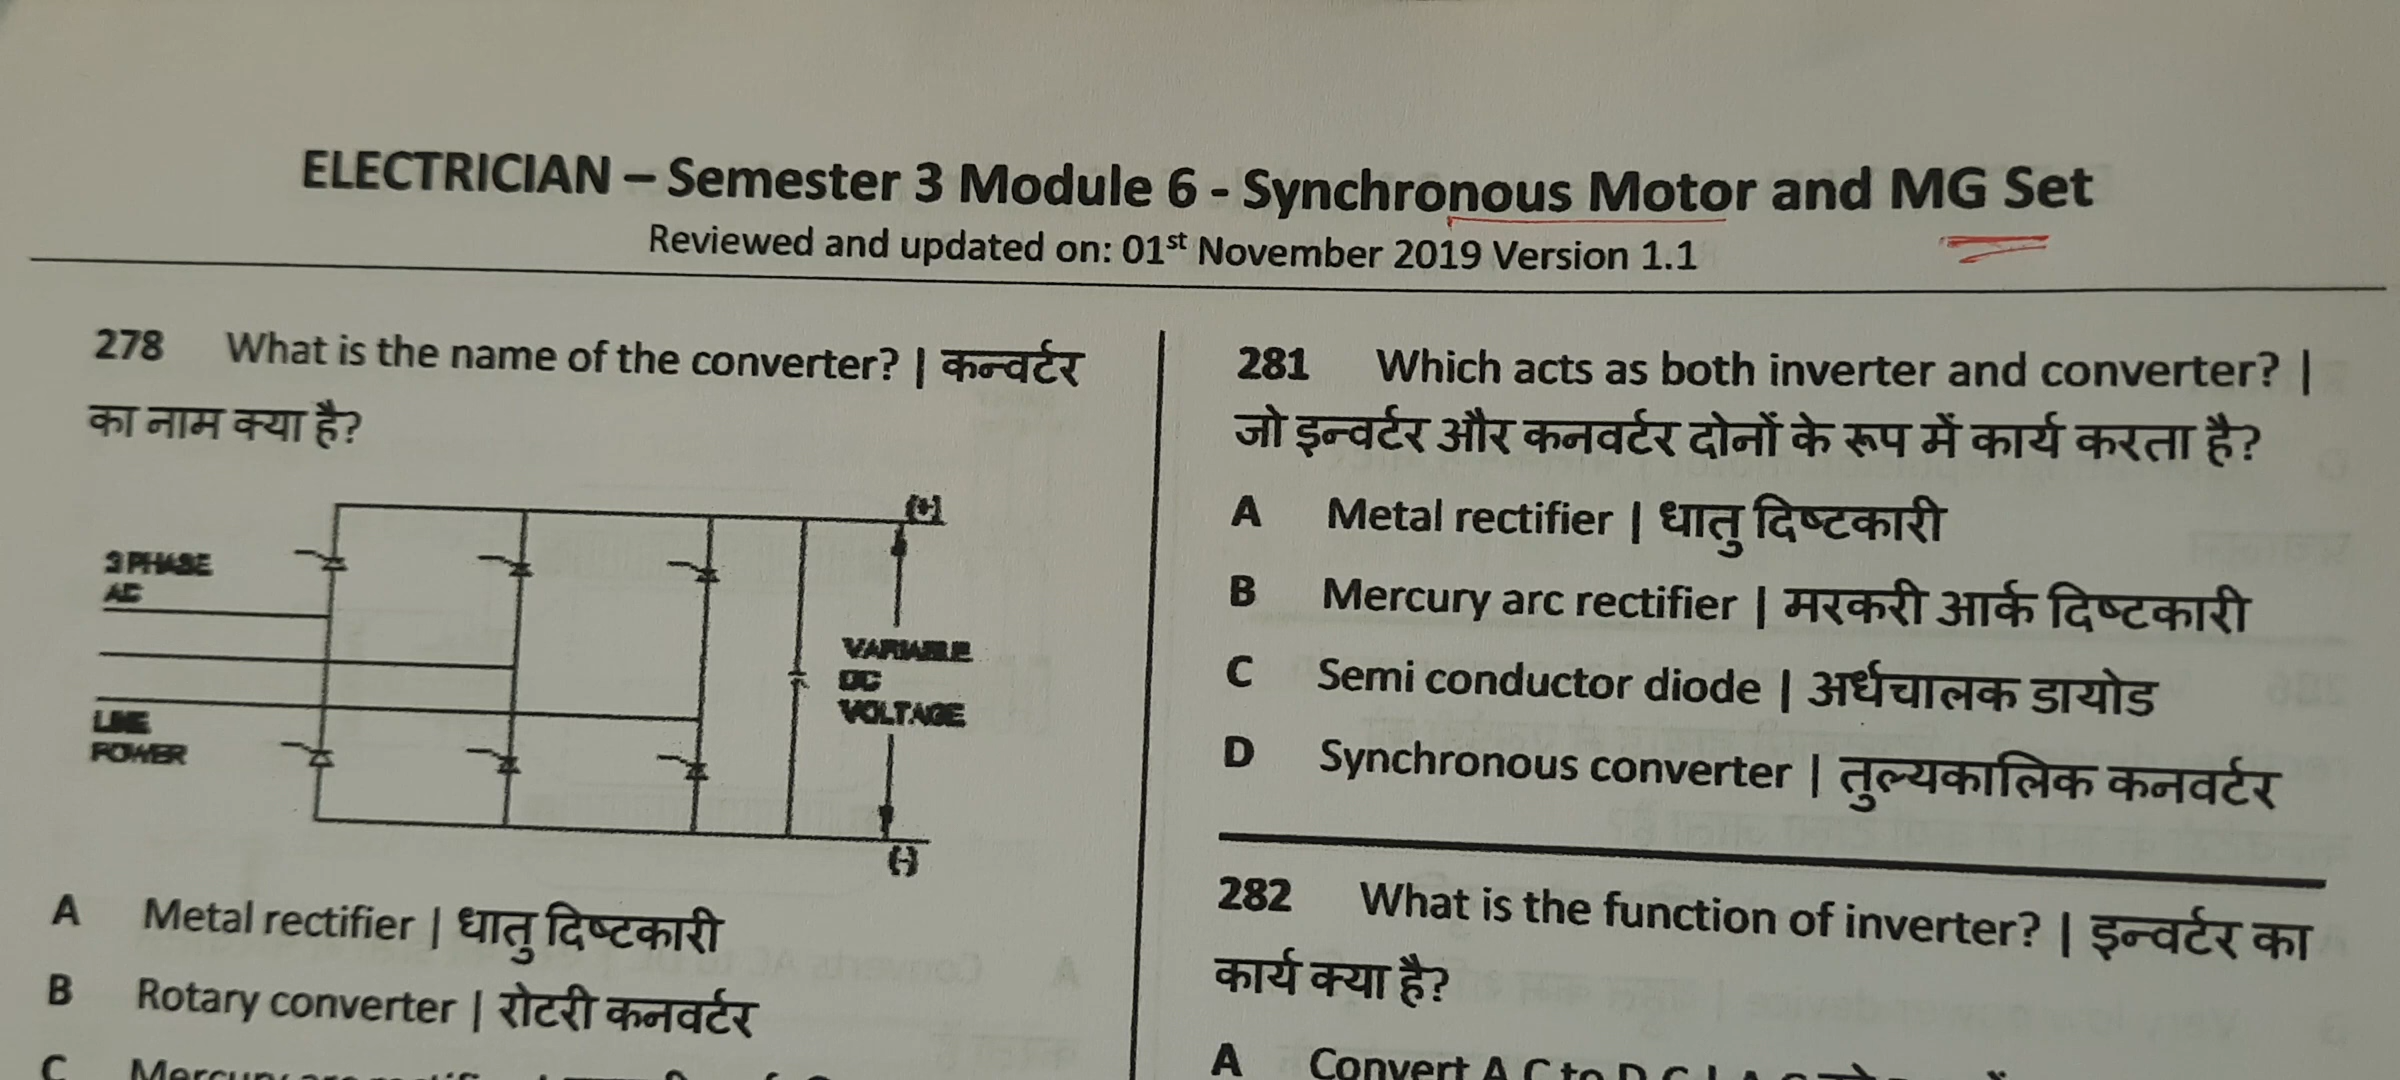 ELECTRICIAN – Semester 3 Module 6 - Synchronous Motor and MG Set
Reviewed and updated on: 01st November 2019 Version 1.1
278 What is the name of the converter? | कन्वर्टर
का नाम क्या है?
3 PHASE
AC
LINE
POWER
(+)
VARIABLE
DC
VOLTAGE
(-)
A Metal rectifier | धातु दिष्टकारी
B Rotary converter | रोटरी कनवर्टर
C Mercury arc
281 Which acts as both inverter and converter? |
जो इन्वर्टर और कनवर्टर दोनों के रूप में कार्य करता है?
A Metal rectifier | धातु दिष्टकारी
B Mercury arc rectifier | मरकरी आर्क दिष्टकारी
C Semi conductor diode | अर्धचालक डायोड
D Synchronous converter | तुल्यकालिक कनवर्टर
282 What is the function of inverter? | इन्वर्टर का
कार्य क्या है?
A Convert A.C to D.C |